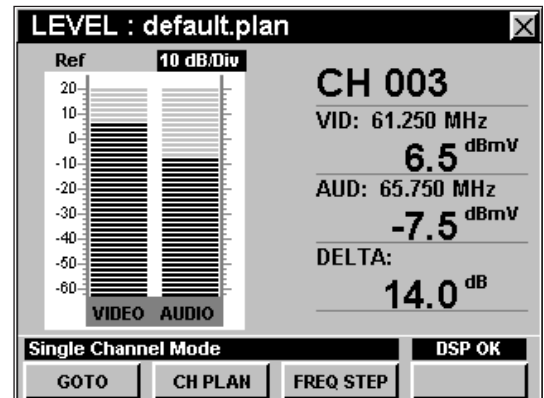 LEVEL : default.plan
Ref 10 dB/Div
20
10
0
-10
-20
-30
-40
-50
-60
VIDEO AUDIO
CH 003
VID: 61.250 MHz
6.5 dBmV
AUD: 65.750 MHz
-7.5 dBmV
DELTA:
14.0 dB
Single Channel Mode DSP OK
GOTO CH PLAN FREQ STEP